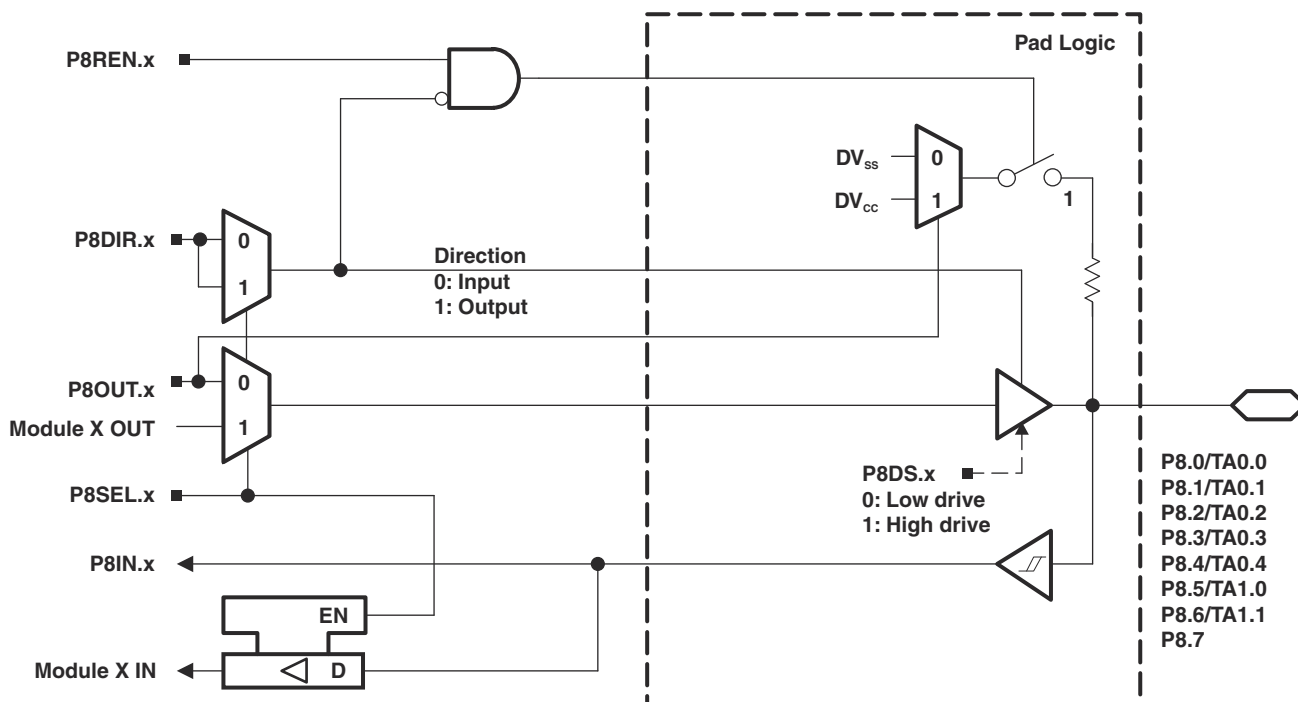 Pad Logic
P8REN.x
0
DVss
DVcc
1
1
P8DIR.x
0
1
Direction
0: Input
1: Output
P8OUT.x
0
Module X OUT
1
P8DS.x
0: Low drive
1: High drive
P8SEL.x
P8.0/TA0.0
P8.1/TA0.1
P8.2/TA0.2
P8.3/TA0.3
P8.4/TA0.4
P8.5/TA1.0
P8.6/TA1.1
P8.7
P8IN.x
EN
Module X IN
D